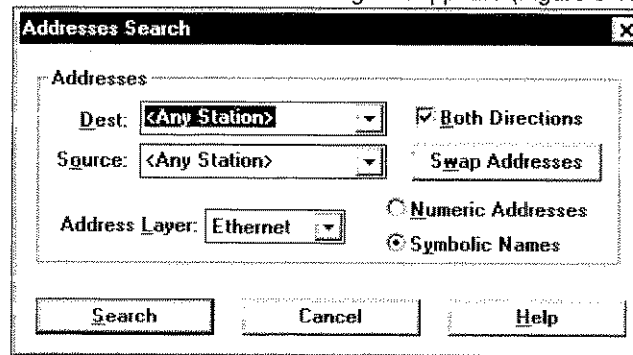 Addresses Search
Addresses
Dest: <Any Station>
Both Directions
Source: <Any Station>
Swap Addresses
Address Layer: Ethernet
Numeric Addresses
Symbolic Names
Search Cancel Help